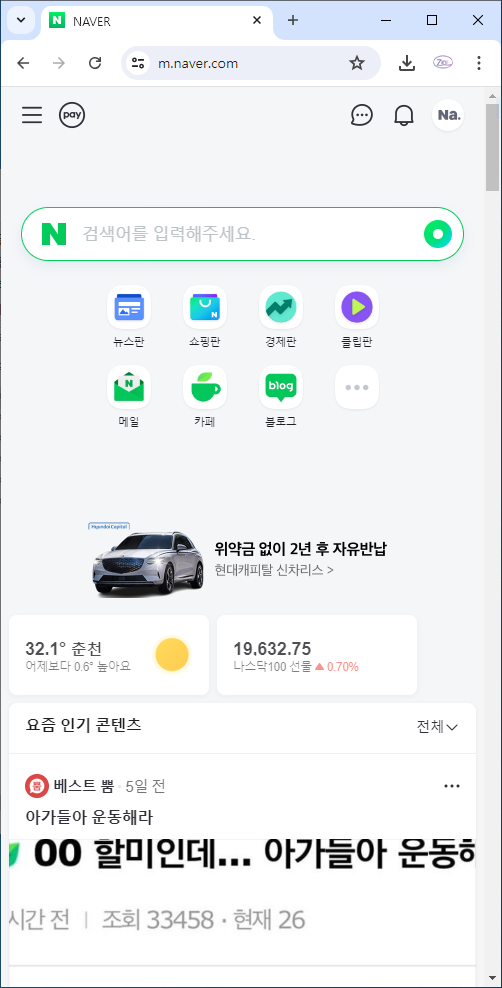 NAVER
m.naver.com
pay
Na.
N 검색어를 입력해주세요.
뉴스판 쇼핑판 경제판 클립판
메일 카페 블로그
blog
Hyundai Capital
위약금 없이 2년 후 자유반납
현대캐피탈 신차리스 >
32.1° 춘천
어제보다 0.6° 높아요
19,632.75
나스닥100 선물 ▲ 0.70%
요즘 인기 콘텐츠 전체
베스트 뿜 · 5일 전
아가들아 운동해라
00 할미인데... 아가들아 운동해
시간 전 | 조회 33458 · 현재 26